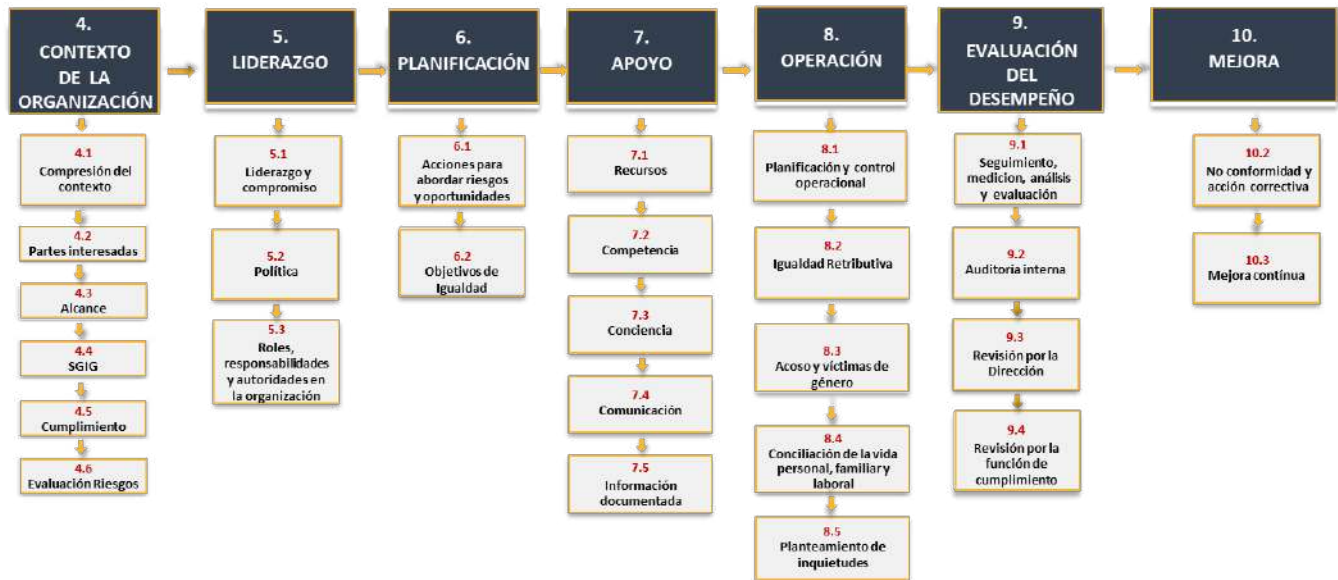 4.
CONTEXTO
DE LA
ORGANIZACIÓN
4.1
Compresión del
contexto
4.2
Partes interesadas
4.3
Alcance
4.4
SGIG
4.5
Cumplimiento
4.6
Evaluación Riesgos
5.
LIDERAZGO
5.1
Liderazgo y
compromiso
5.2
Política
5.3
Roles,
responsabilidades
y autoridades en
la organización
6.
PLANIFICACIÓN
6.1
Acciones para
abordar riesgos
y oportunidades
6.2
Objetivos de
Igualdad
7.
APOYO
7.1
Recursos
7.2
Competencia
7.3
Conciencia
7.4
Comunicación
7.5
Información
documentada
8.
OPERACIÓN
8.1
Planificación y control
operacional
8.2
Igualdad Retributiva
8.3
Acoso y víctimas de
género
8.4
Conciliación de la vida
personal, familiar y
laboral
8.5
Planteamiento de
inquietudes
9.
EVALUACIÓN
DEL
DESEMPEÑO
9.1
Seguimiento,
medicion, análisis
y evaluación
9.2
Auditoría interna
9.3
Revisión por la
Dirección
9.4
Revisión por la
función de
cumplimiento
10.
MEJORA
10.2
No conformidad y
acción correctiva
10.3
Mejora contínua